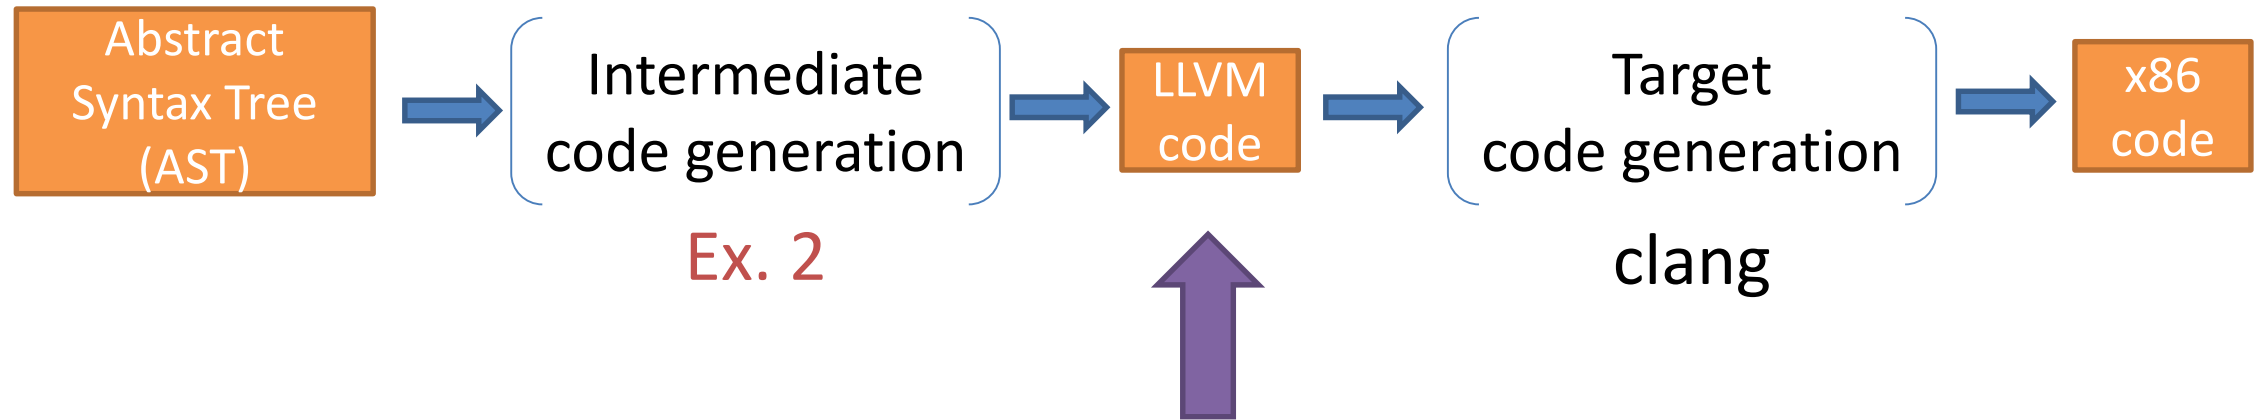 Abstract
Syntax Tree
(AST)
Intermediate
code generation
Ex. 2
LLVM
code
Target
code generation
clang
x86
code